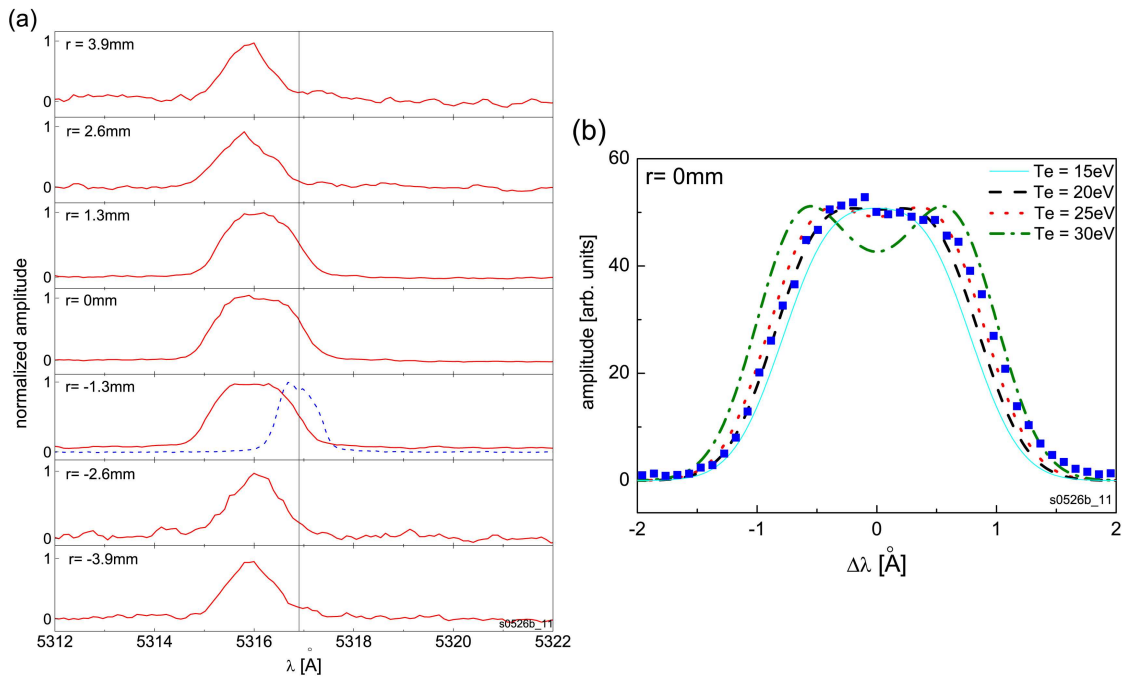 (a)
r = 3.9mm
1
0
r= 2.6mm
1
0
r= 1.3mm
1
0
r= 0mm
1
0
r= -1.3mm
1
0
r= -2.6mm
1
0
r= -3.9mm
1
0
s0526b_11
normalized amplitude
5312 5314 5316 5318 5320 5322
λ [Å]
(b)
r= 0mm
Te = 15eV
Te = 20eV
Te = 25eV
Te = 30eV
60
40
20
0
amplitude [arb. units]
s0526b_11
-2 -1 0 1 2
Δλ [Å]